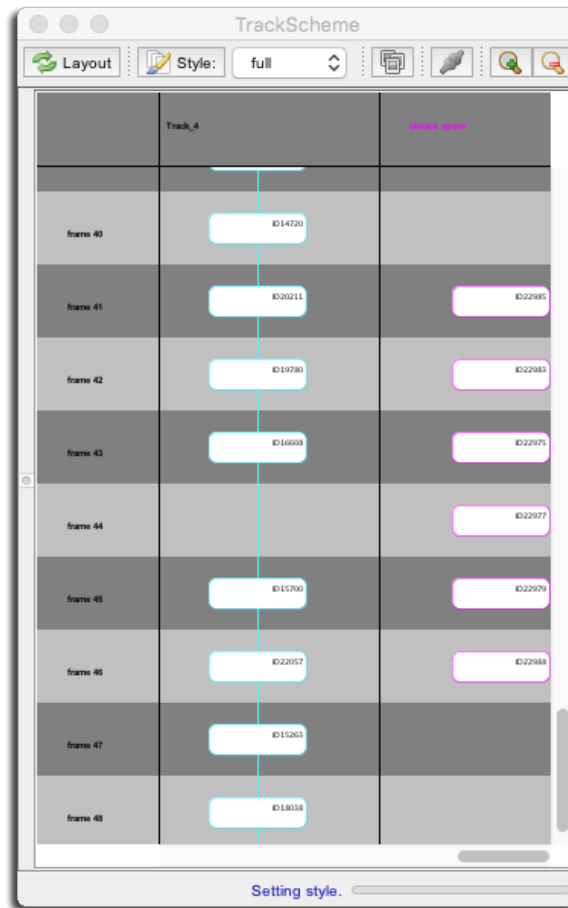 TrackScheme
Layout Style: full
Track_4 Unlaid spots
ID14720
frame 40
ID20211 ID22985
frame 41
ID19780 ID22983
frame 42
ID16608 ID22975
frame 43
ID22977
frame 44
ID15700 ID22979
frame 45
ID22057 ID22988
frame 46
ID15263
frame 47
ID18038
frame 48
Setting style.